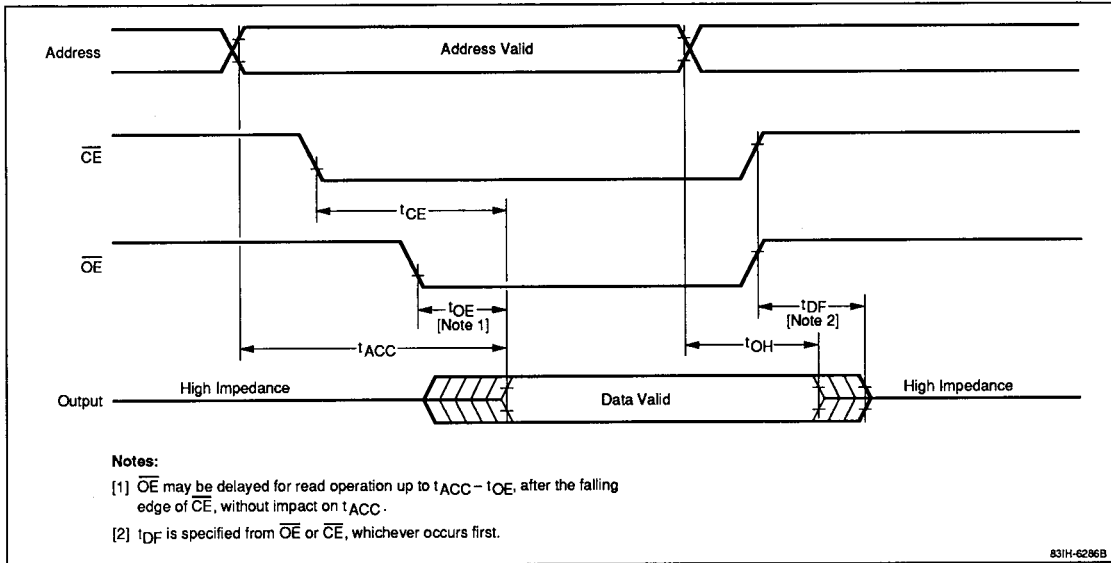 Address
Address Valid
CE
tCE
OE
tOE
[Note 1]
tDF
[Note 2]
tACC
tOH
High Impedance
High Impedance
Output
Data Valid
Notes:
[1] OE may be delayed for read operation up to tACC – tOE, after the falling
edge of CE, without impact on tACC.
[2] tDF is specified from OE or CE, whichever occurs first.
83IH-6286B